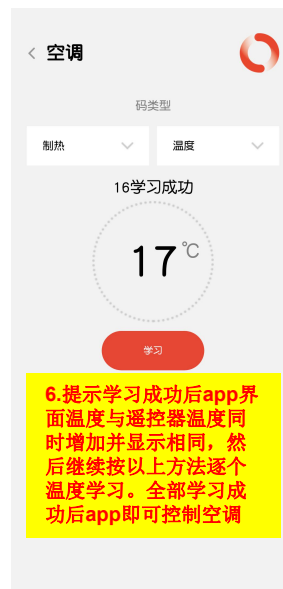 空调
码类型
制热
温度
16学习成功
17℃
学习
6.提示学习成功后app界
面温度与遥控器温度同
时增加并显示相同，然
后继续按以上方法逐个
温度学习。全部学习成
功后app即可控制空调